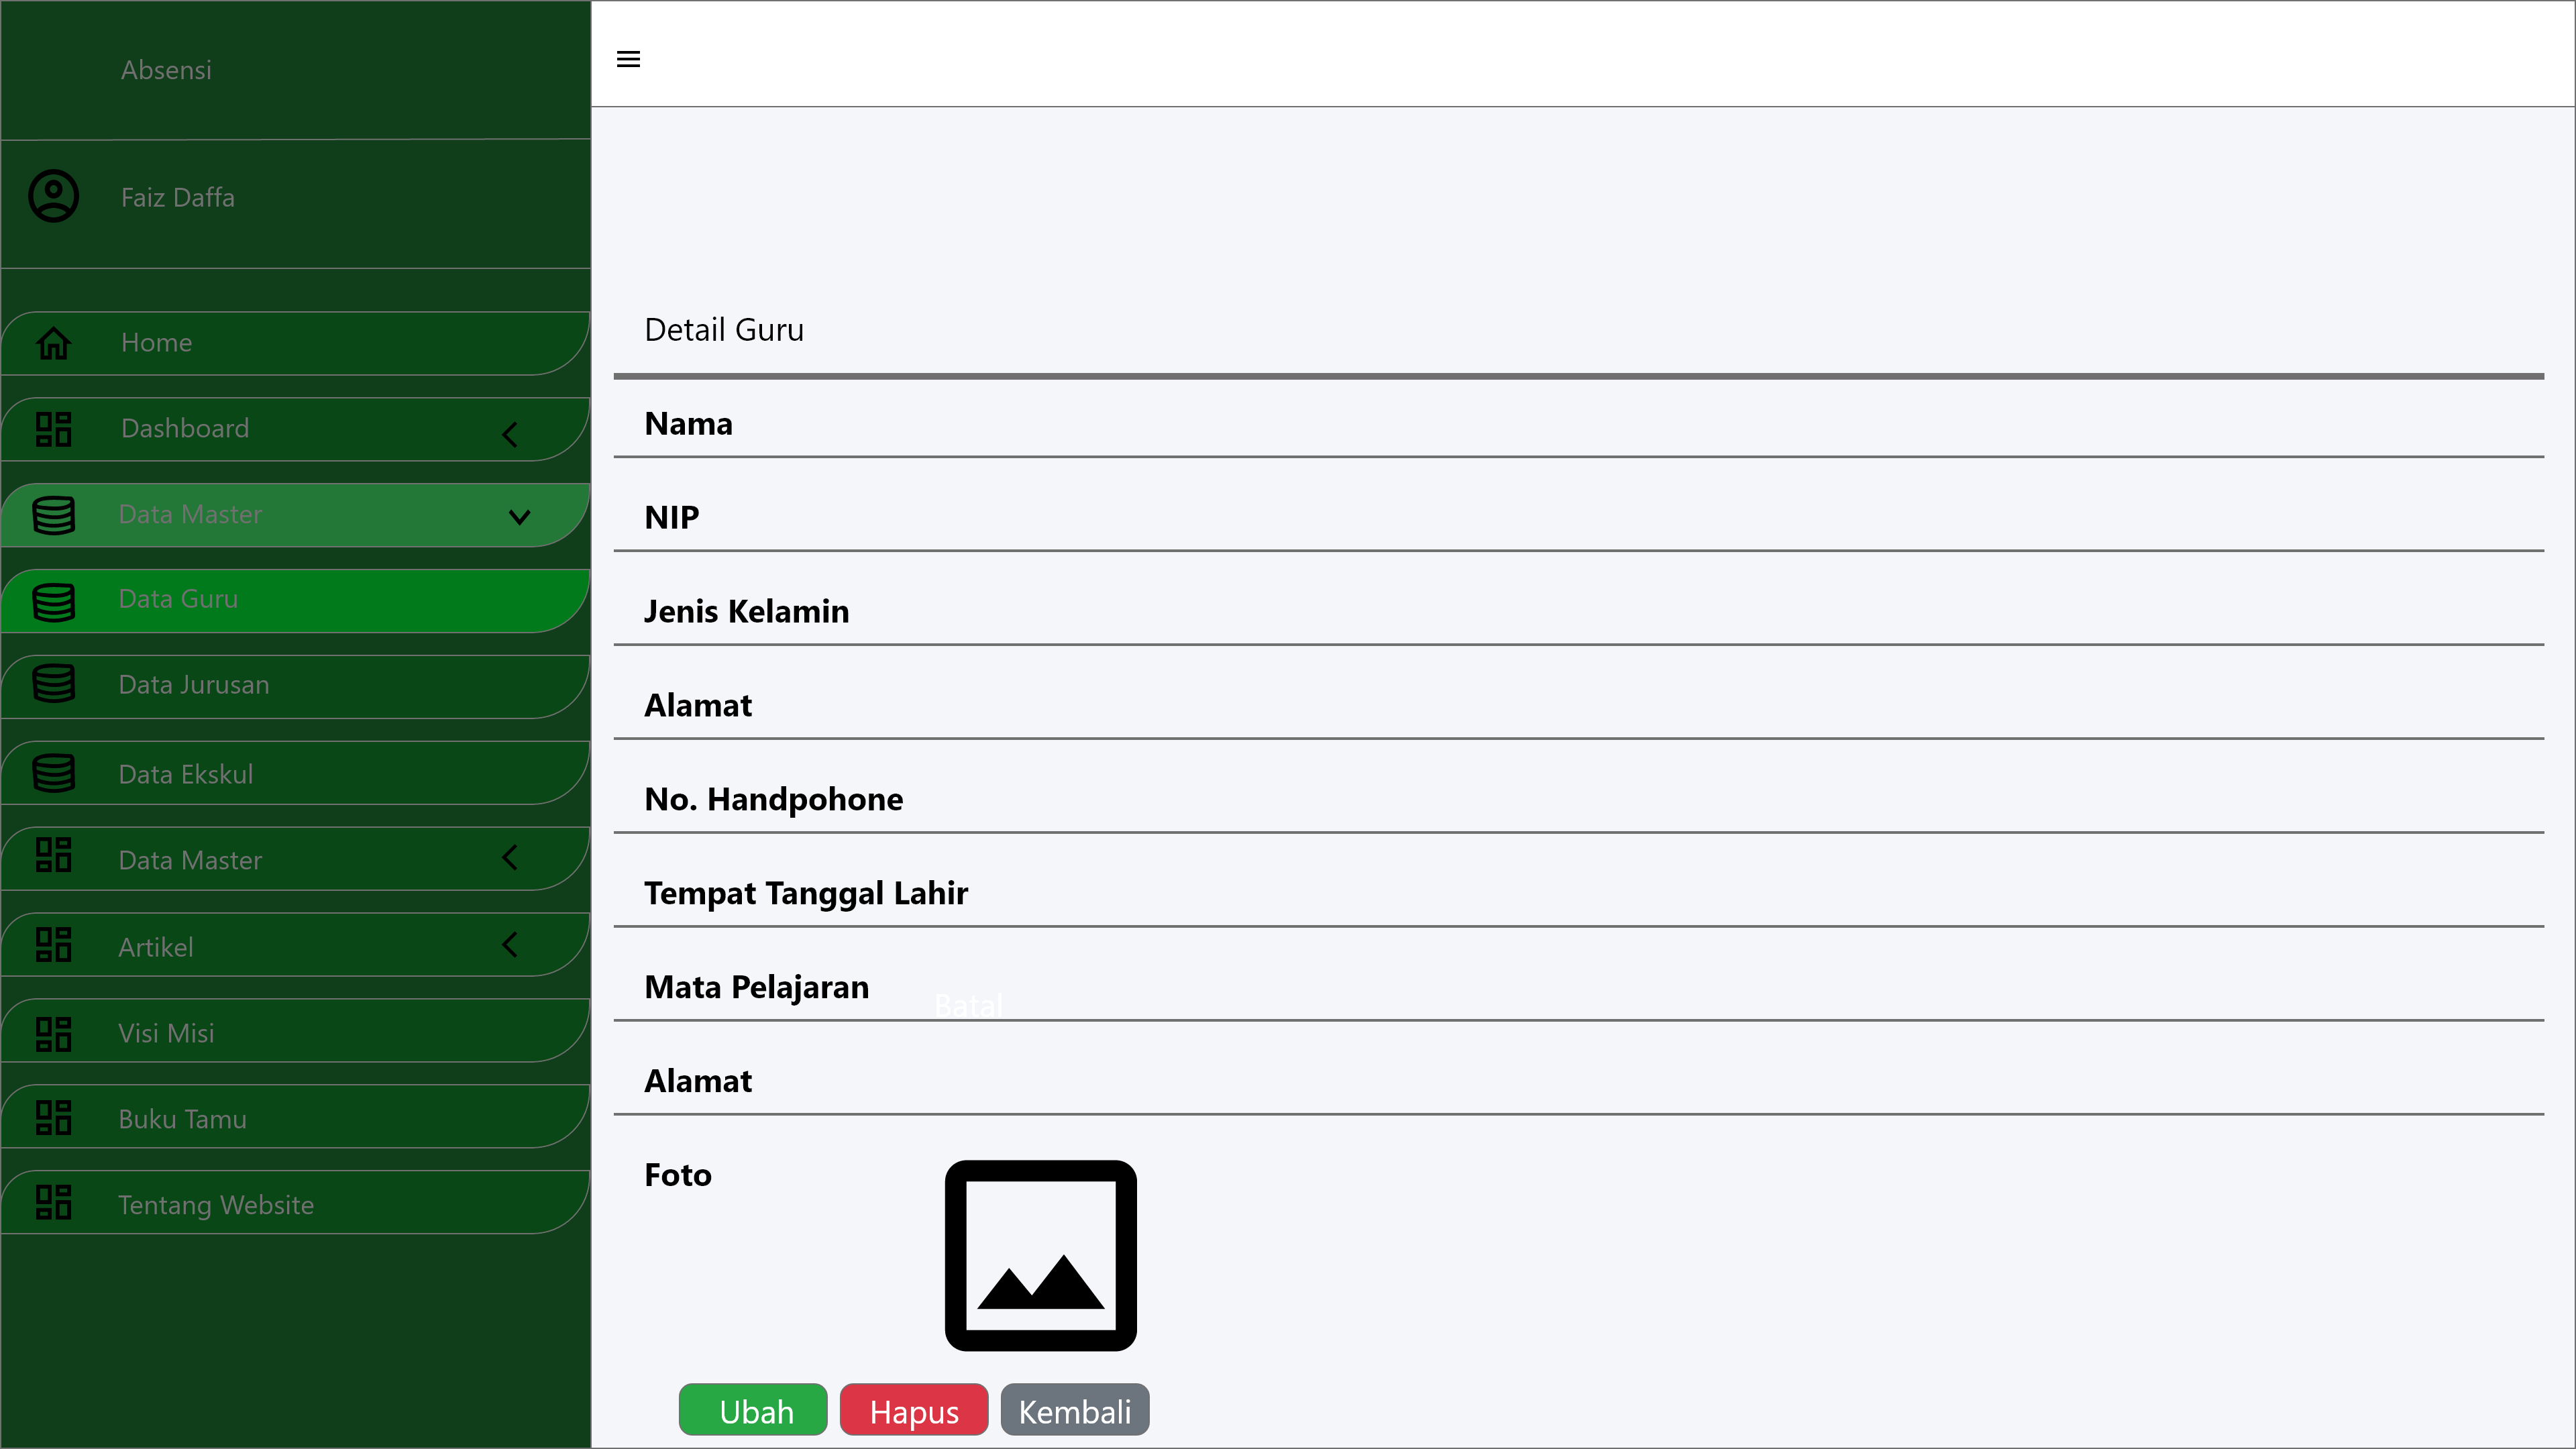 Absensi
Faiz Daffa
Home
Dashboard
Data Master
Data Guru
Data Jurusan
Data Ekskul
Data Master
Artikel
Visi Misi
Buku Tamu
Tentang Website
Detail Guru
Nama
NIP
Jenis Kelamin
Alamat
No. Handpohone
Tempat Tanggal Lahir
Mata Pelajaran
Batal
Alamat
Foto
Ubah Hapus Kembali